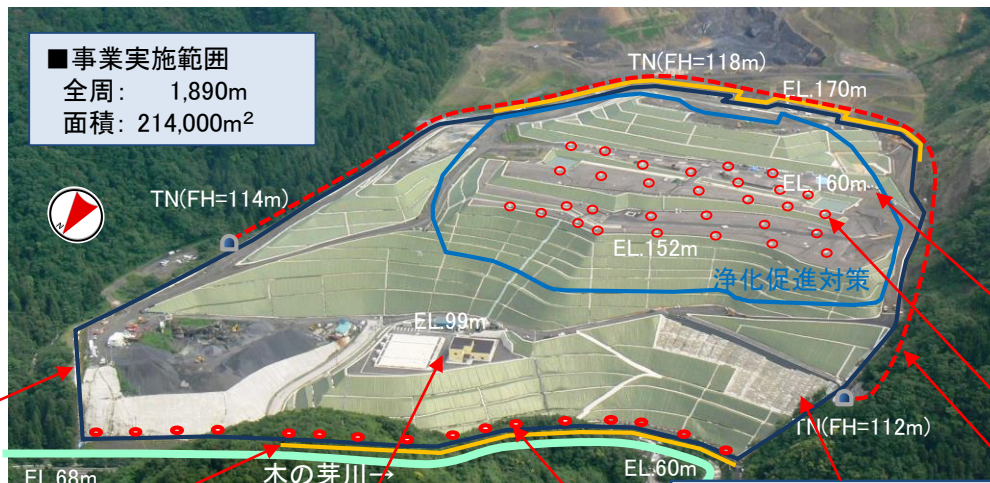 ■事業実施範囲
全周： 1,890m
面積： 214,000m²
TN(FH=118m)
EL.170m
TN(FH=114m)
EL.160m
EL.152m
浄化促進対策
EL.99m
TN(FH=112m)
EL.68m
木の芽川→
EL.60m